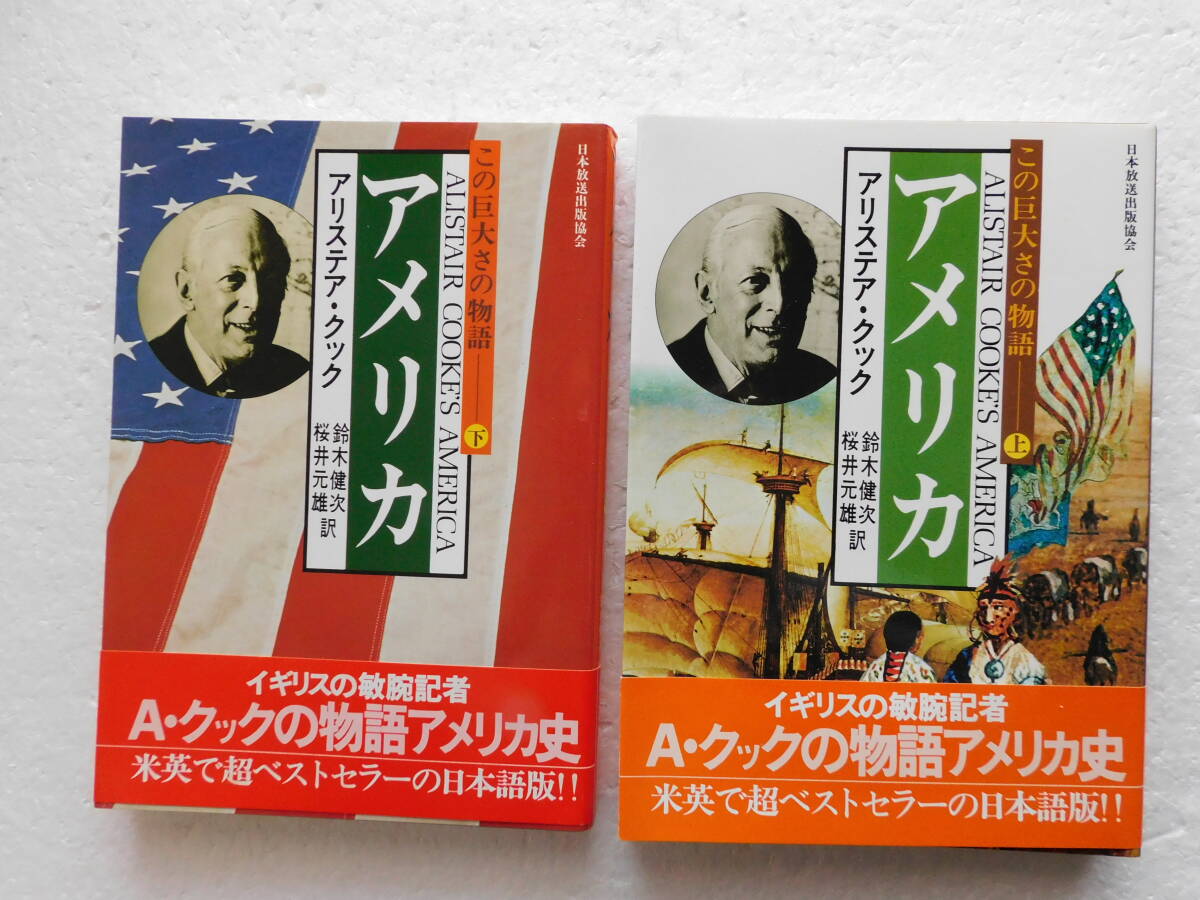 日本放送出版協会
この巨大さの物語――下
ALISTAIR COOKE'S AMERICA
アメリカ
アリステア・クック
鈴木健次
桜井元雄 訳
イギリスの敏腕記者
A・クックの物語アメリカ史
米英で超ベストセラーの日本語版!!
日本放送出版協会
この巨大さの物語――上
ALISTAIR COOKE'S AMERICA
アメリカ
アリステア・クック
鈴木健次
桜井元雄 訳
イギリスの敏腕記者
A・クックの物語アメリカ史
米英で超ベストセラーの日本語版!!